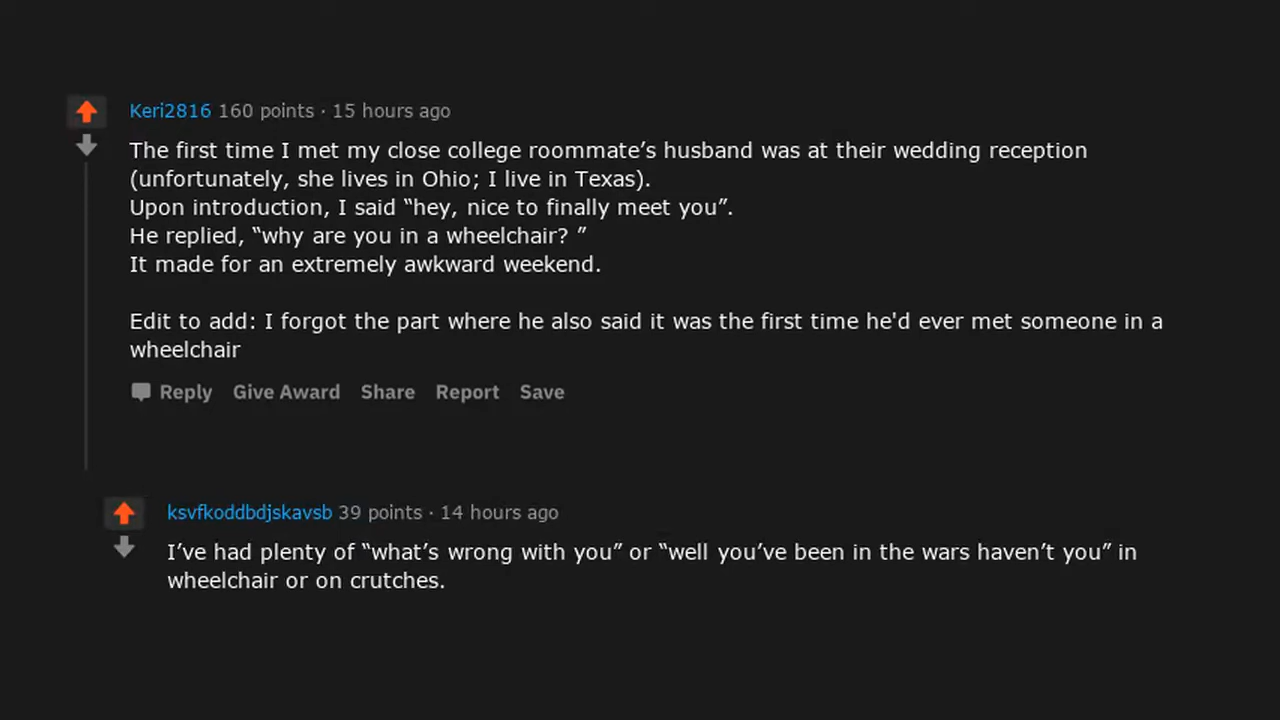 Keri2816 160 points · 15 hours ago
The first time I met my close college roommate’s husband was at their wedding reception
(unfortunately, she lives in Ohio; I live in Texas).
Upon introduction, I said “hey, nice to finally meet you”.
He replied, “why are you in a wheelchair? ”
It made for an extremely awkward weekend.
Edit to add: I forgot the part where he also said it was the first time he'd ever met someone in a
wheelchair
Reply Give Award Share Report Save
ksvfkoddbdjskavsb 39 points · 14 hours ago
I’ve had plenty of “what’s wrong with you” or “well you’ve been in the wars haven’t you” in
wheelchair or on crutches.